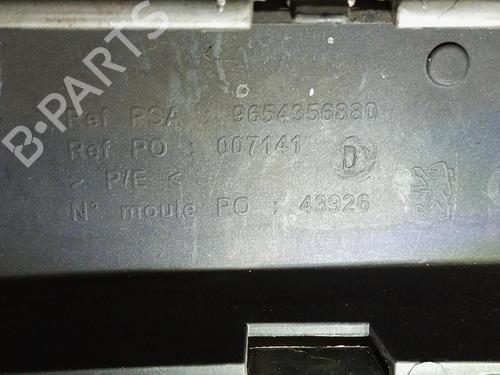 B-PARTS
Ref PSA : 9654356880
Ref PO : 007141
D
> P/E <
N° moule PO : 43926